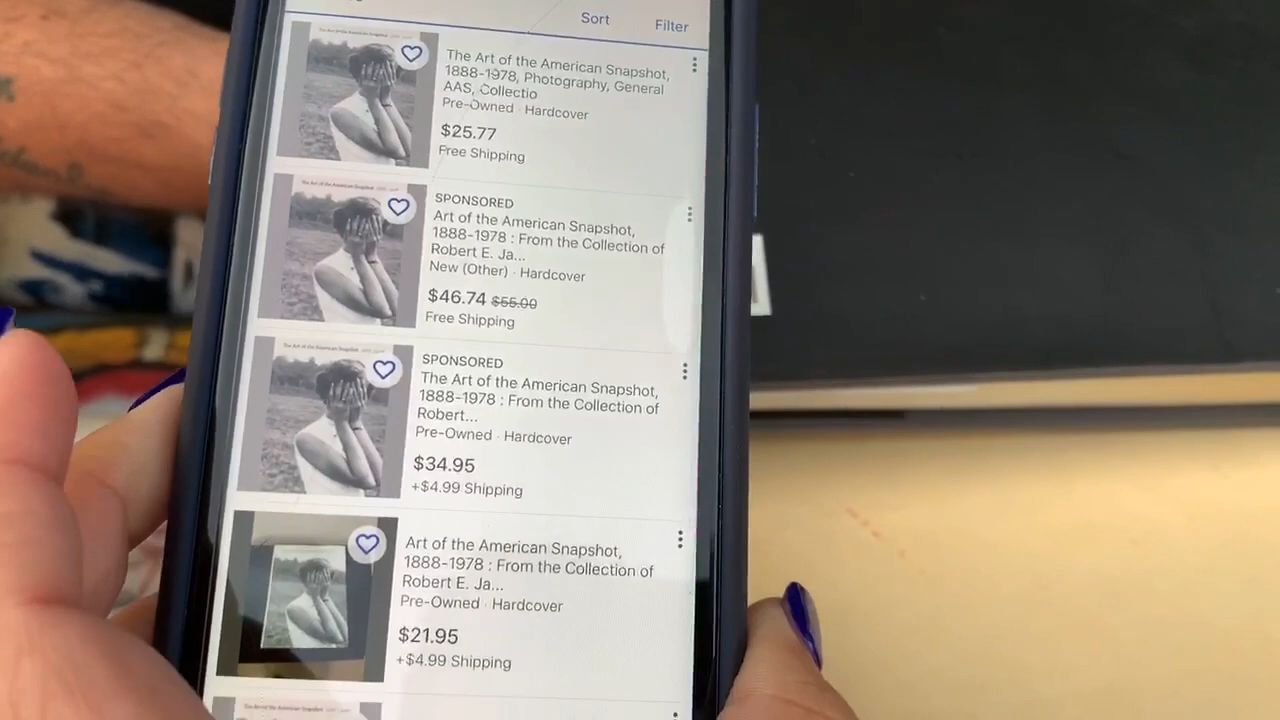 Sort
Filter
The Art of the American Snapshot,
1888-1978, Photography, General
AAS, Collectio
Pre-Owned · Hardcover
$25.77
Free Shipping
SPONSORED
Art of the American Snapshot,
1888-1978 : From the Collection of
Robert E. Ja...
New (Other) · Hardcover
$46.74 $55.00
Free Shipping
SPONSORED
The Art of the American Snapshot,
1888-1978 : From the Collection of
Robert...
Pre-Owned · Hardcover
$34.95
+$4.99 Shipping
Art of the American Snapshot,
1888-1978 : From the Collection of
Robert E. Ja...
Pre-Owned · Hardcover
$21.95
+$4.99 Shipping